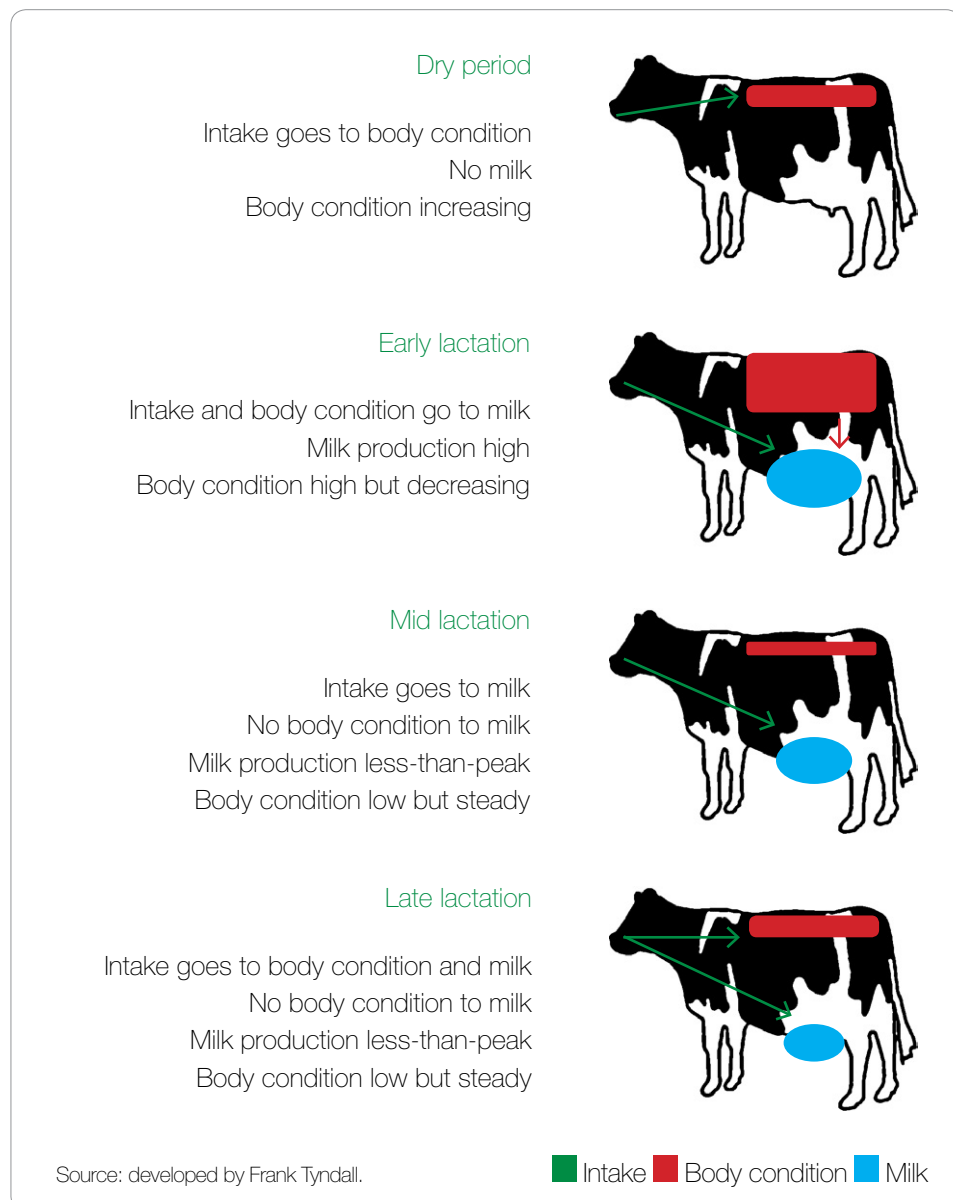 Dry period
Intake goes to body condition
No milk
Body condition increasing
Early lactation
Intake and body condition go to milk
Milk production high
Body condition high but decreasing
Mid lactation
Intake goes to milk
No body condition to milk
Milk production less-than-peak
Body condition low but steady
Late lactation
Intake goes to body condition and milk
No body condition to milk
Milk production less-than-peak
Body condition low but steady
Source: developed by Frank Tyndall.
Intake Body condition Milk